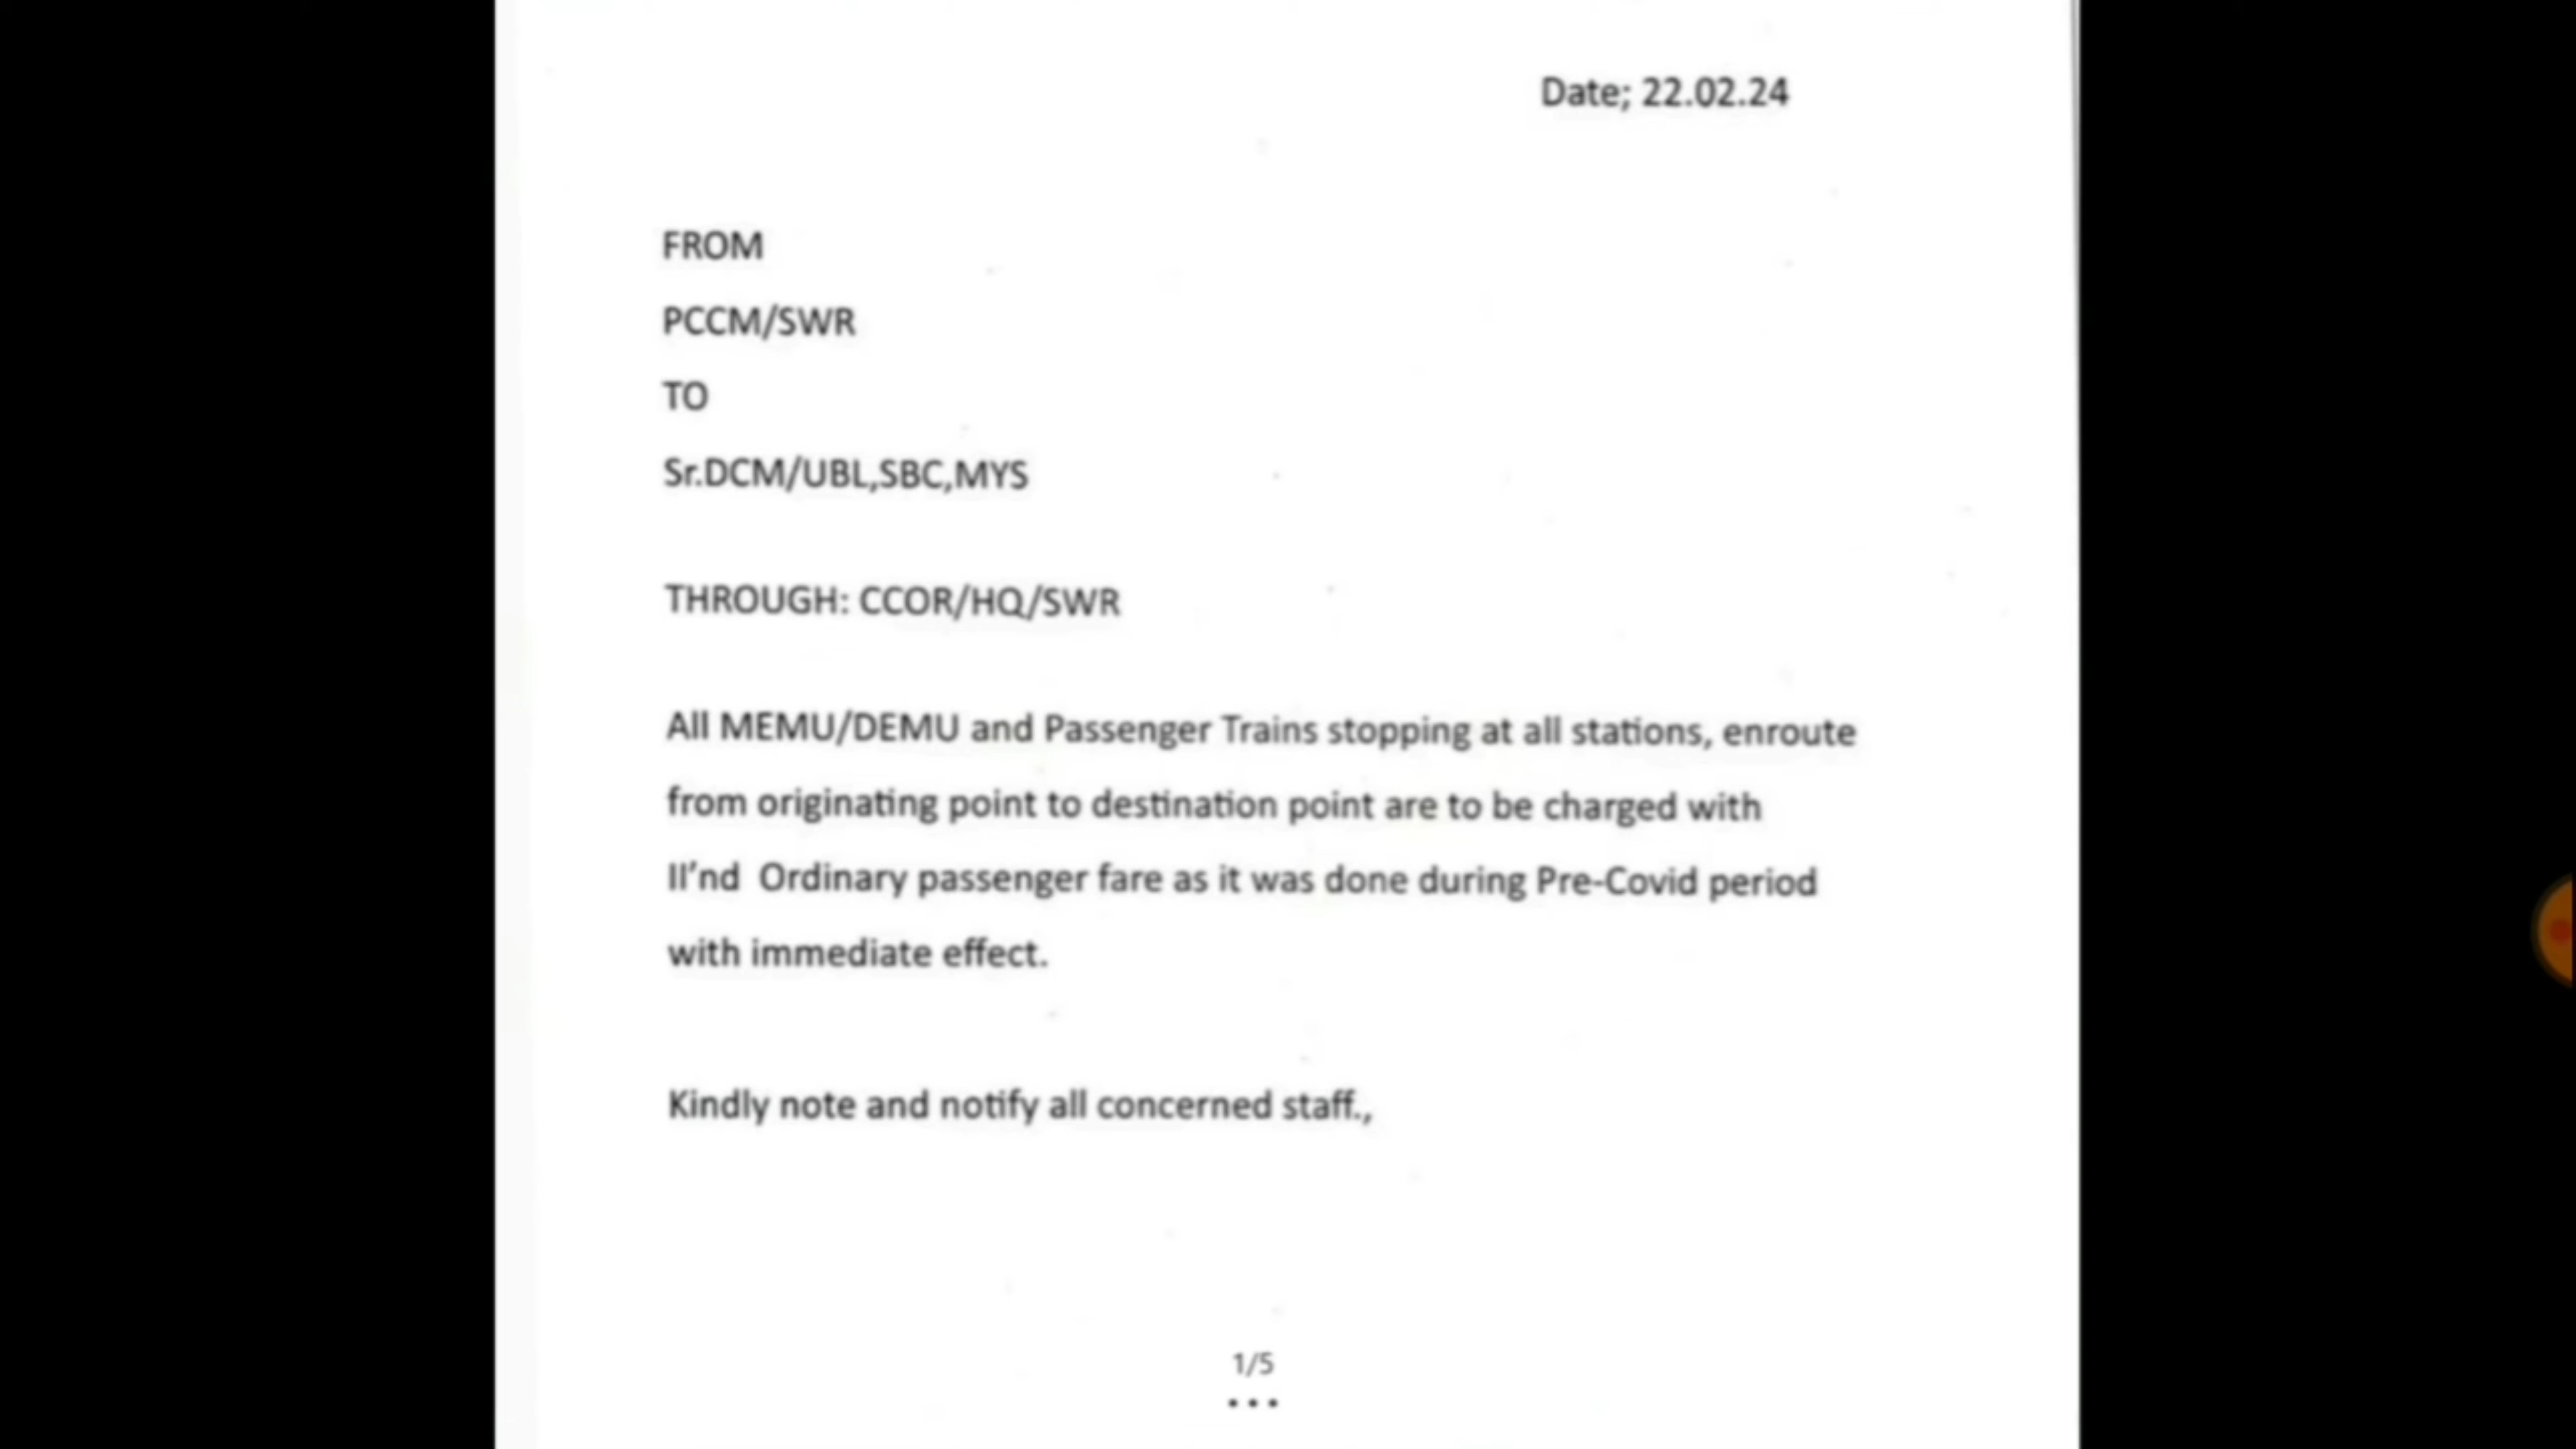 Date; 22.02.24
FROM
PCCM/SWR
TO
Sr.DCM/UBL,SBC,MYS
THROUGH: CCOR/HQ/SWR
All MEMU/DEMU and Passenger Trains stopping at all stations, enroute
from originating point to destination point are to be charged with
II'nd Ordinary passenger fare as it was done during Pre-Covid period
with immediate effect.
Kindly note and notify all concerned staff.,
1/5